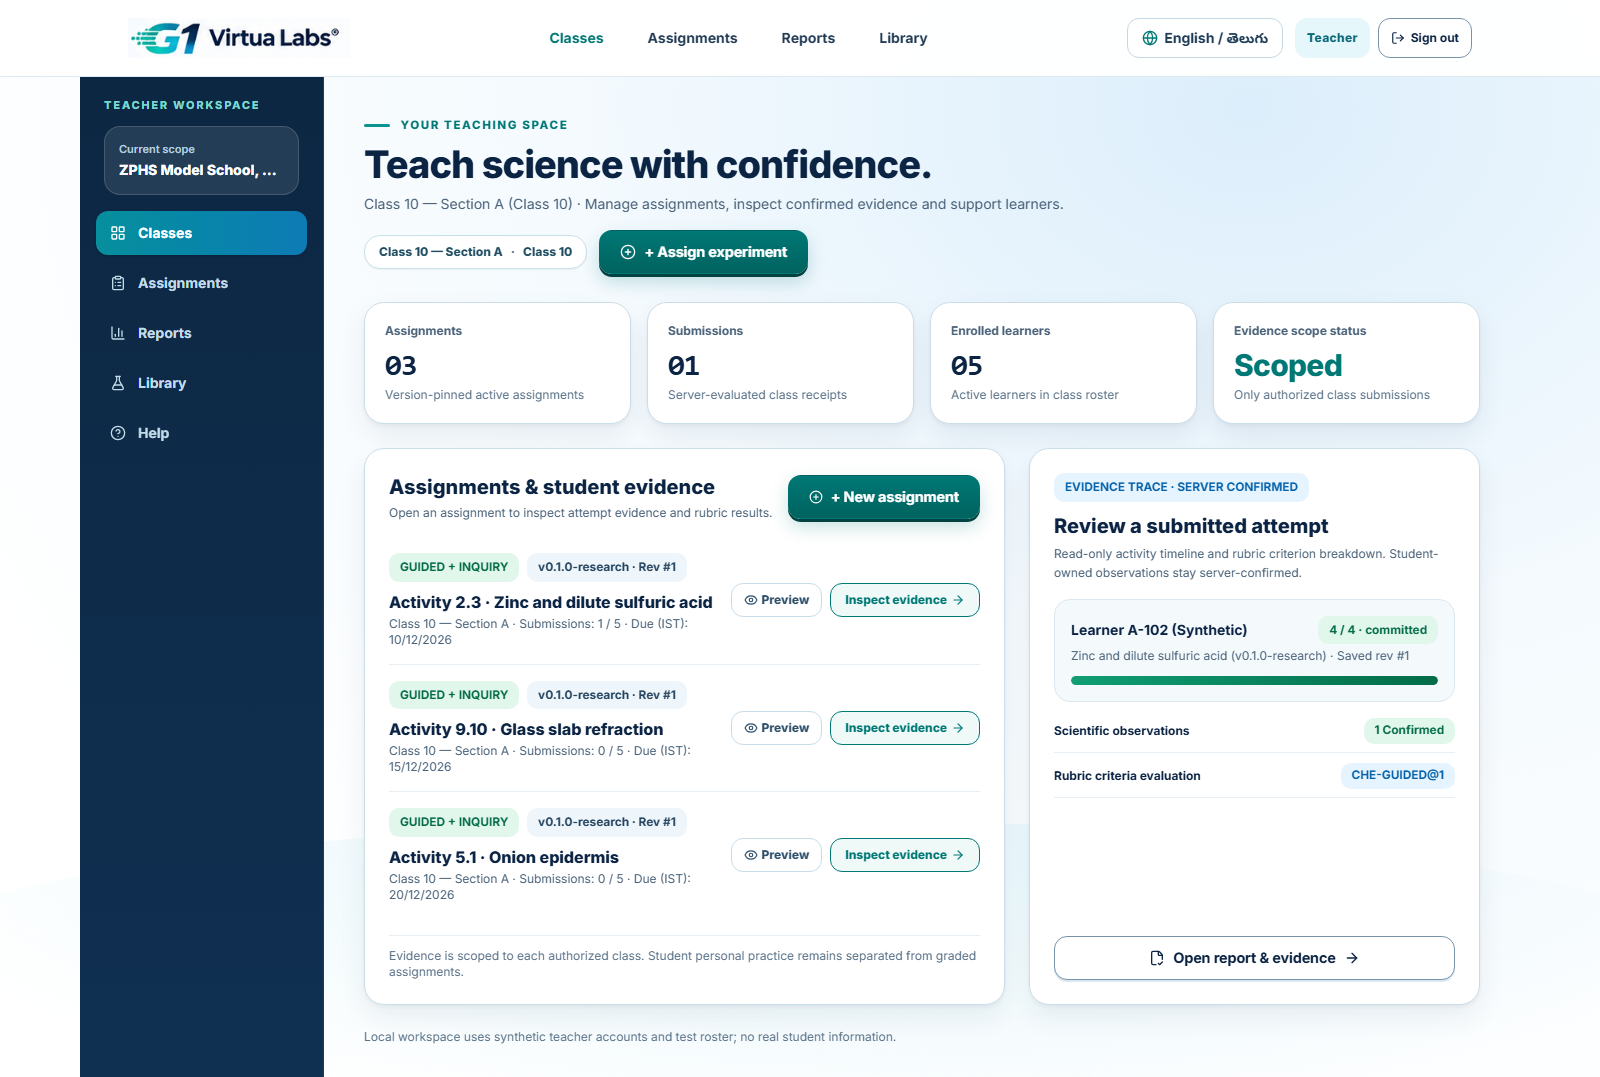 G1 Virtua Labs®
Classes
Assignments
Reports
Library
English / తెలుగు
Teacher
Sign out
TEACHER WORKSPACE
Current scope
ZPHS Model School, ...
Classes
Assignments
Reports
Library
Help
YOUR TEACHING SPACE
Teach science with confidence.
Class 10 — Section A (Class 10) · Manage assignments, inspect confirmed evidence and support learners.
Class 10 — Section A · Class 10
+ Assign experiment
Assignments
03
Version-pinned active assignments
Submissions
01
Server-evaluated class receipts
Enrolled learners
05
Active learners in class roster
Evidence scope status
Scoped
Only authorized class submissions
Assignments & student evidence
Open an assignment to inspect attempt evidence and rubric results.
+ New assignment
GUIDED + INQUIRY
v0.1.0-research · Rev #1
Activity 2.3 · Zinc and dilute sulfuric acid
Class 10 — Section A · Submissions: 1 / 5 · Due (IST):
10/12/2026
Preview
Inspect evidence →
GUIDED + INQUIRY
v0.1.0-research · Rev #1
Activity 9.10 · Glass slab refraction
Class 10 — Section A · Submissions: 0 / 5 · Due (IST):
15/12/2026
Preview
Inspect evidence →
GUIDED + INQUIRY
v0.1.0-research · Rev #1
Activity 5.1 · Onion epidermis
Class 10 — Section A · Submissions: 0 / 5 · Due (IST):
20/12/2026
Preview
Inspect evidence →
Evidence is scoped to each authorized class. Student personal practice remains separated from graded
assignments.
EVIDENCE TRACE · SERVER CONFIRMED
Review a submitted attempt
Read-only activity timeline and rubric criterion breakdown. Student-
owned observations stay server-confirmed.
Learner A-102 (Synthetic)
4 / 4 · committed
Zinc and dilute sulfuric acid (v0.1.0-research) · Saved rev #1
Scientific observations
1 Confirmed
Rubric criteria evaluation
CHE-GUIDED@1
Open report & evidence →
Local workspace uses synthetic teacher accounts and test roster; no real student information.